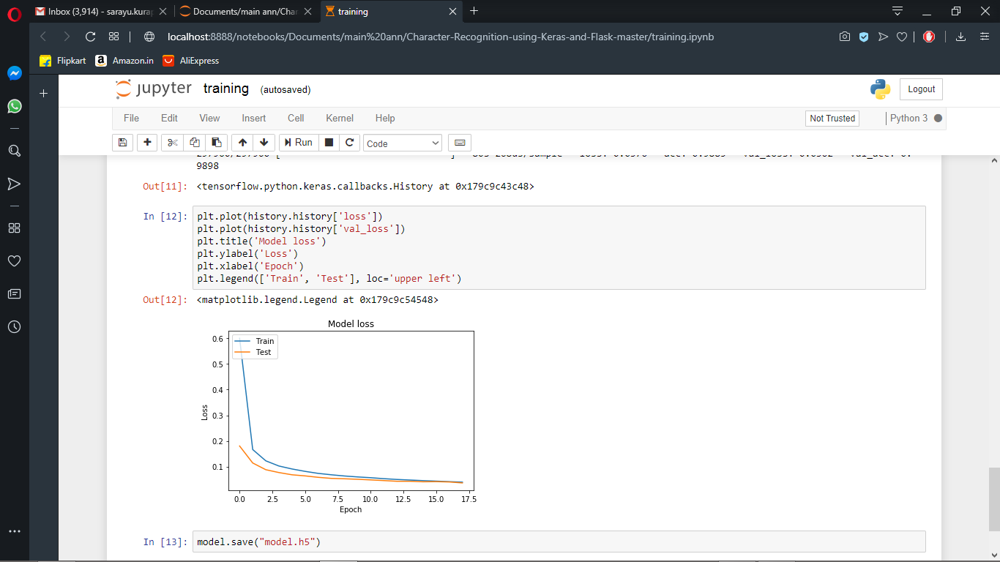 Inbox (3,914) - sarayu.kurap
Documents/main ann/Char
training
localhost:8888/notebooks/Documents/main%20ann/Character-Recognition-using-Keras-and-Flask-master/training.ipynb
Flipkart
Amazon.in
AliExpress
jupyter training (autosaved)
Logout
File Edit View Insert Cell Kernel Help
Not Trusted
Python 3
Run
Code
9898
Out[11]: <tensorflow.python.keras.callbacks.History at 0x179c9c43c48>
In [12]: plt.plot(history.history['loss'])
plt.plot(history.history['val_loss'])
plt.title('Model loss')
plt.ylabel('Loss')
plt.xlabel('Epoch')
plt.legend(['Train', 'Test'], loc='upper left')
Out[12]: <matplotlib.legend.Legend at 0x179c9c54548>
Model loss
Train
Test
0.6
0.5
0.4
0.3
0.2
0.1
Loss
0.0 2.5 5.0 7.5 10.0 12.5 15.0 17.5
Epoch
In [13]: model.save("model.h5")